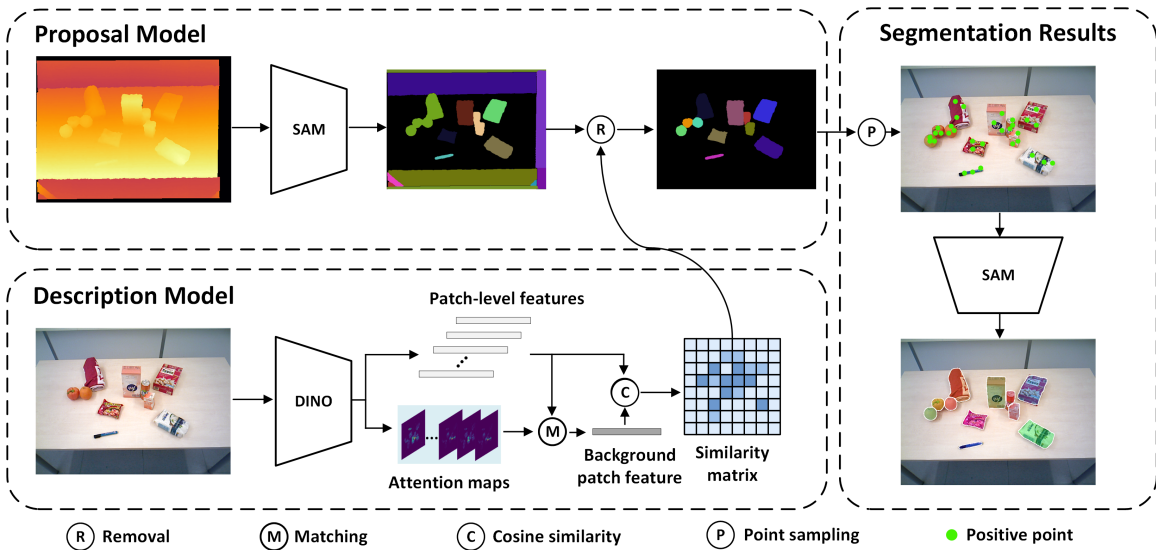 Proposal Model
SAM
R
P
Segmentation Results
SAM
Description Model
DINO
Patch-level features
Attention maps
M
C
Background
patch feature
Similarity
matrix
R Removal
M Matching
C Cosine similarity
P Point sampling
Positive point